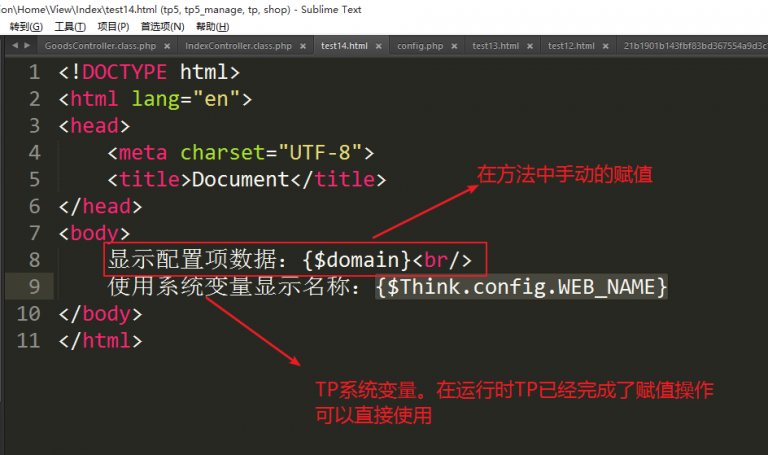 ion\Home\View\Index\test14.html (tp5, tp5_manage, tp, shop) - Sublime Text
转到(G) 工具(T) 项目(P) 首选项(N) 帮助(H)
GoodsController.class.php × IndexController.class.php × test14.html × config.php × test13.html × test12.html × 21b1901b143fbf83bd367554a9d3c
1 <!DOCTYPE html>
2 <html lang="en">
3 <head>
4 <meta charset="UTF-8">
5 <title>Document</title>
在方法中手动的赋值
6 </head>
7 <body>
8 显示配置项数据：{$domain}<br/>
9 使用系统变量显示名称：{$Think.config.WEB_NAME}
10 </body>
11 </html>
TP系统变量。在运行时TP已经完成了赋值操作
可以直接使用